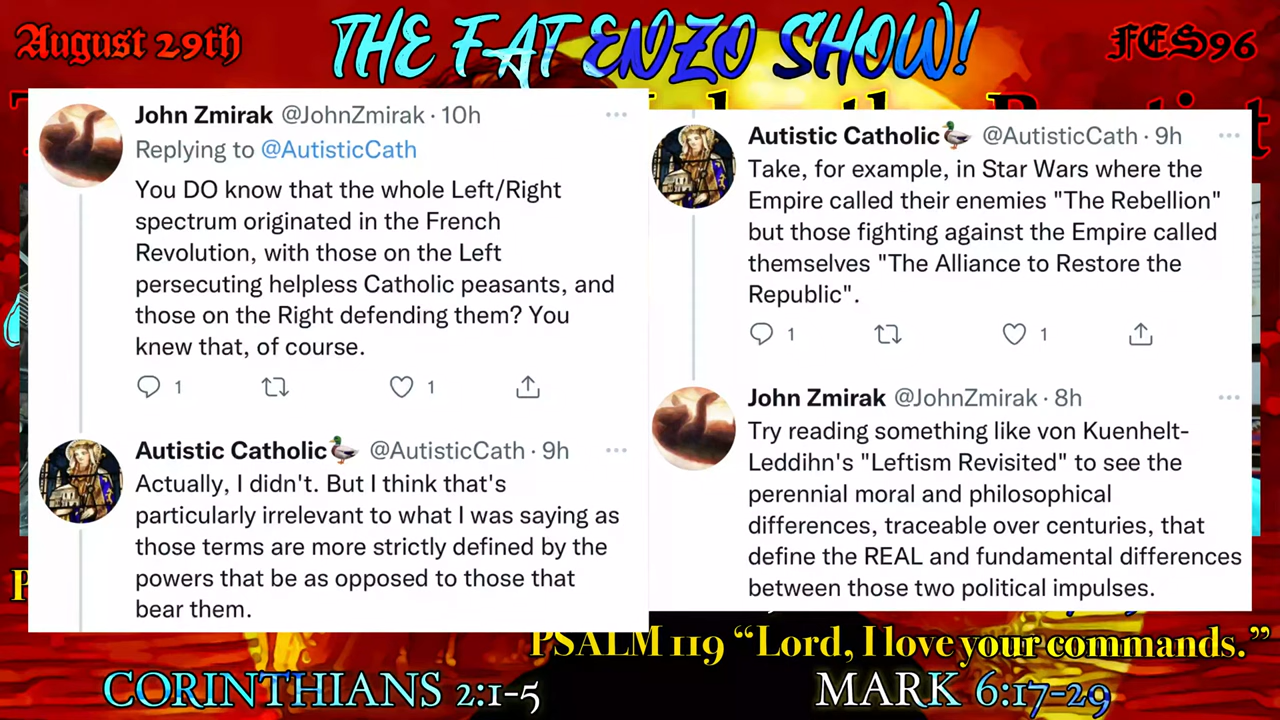 August 29th
THE FAT ENZO SHOW!
FES96
John Zmirak @JohnZmirak · 10h
Replying to @AutisticCath
You DO know that the whole Left/Right
spectrum originated in the French
Revolution, with those on the Left
persecuting helpless Catholic peasants, and
those on the Right defending them? You
knew that, of course.
1
1
Autistic Catholic🦆 @AutisticCath · 9h
Actually, I didn't. But I think that's
particularly irrelevant to what I was saying as
those terms are more strictly defined by the
powers that be as opposed to those that
bear them.
Autistic Catholic🦆 @AutisticCath · 9h
Take, for example, in Star Wars where the
Empire called their enemies "The Rebellion"
but those fighting against the Empire called
themselves "The Alliance to Restore the
Republic".
1
1
John Zmirak @JohnZmirak · 8h
Try reading something like von Kuenhelt-
Leddihn's "Leftism Revisited" to see the
perennial moral and philosophical
differences, traceable over centuries, that
define the REAL and fundamental differences
between those two political impulses.
PSALM 119 “Lord, I love your commands.”
CORINTHIANS 2:1-5
MARK 6:17-29